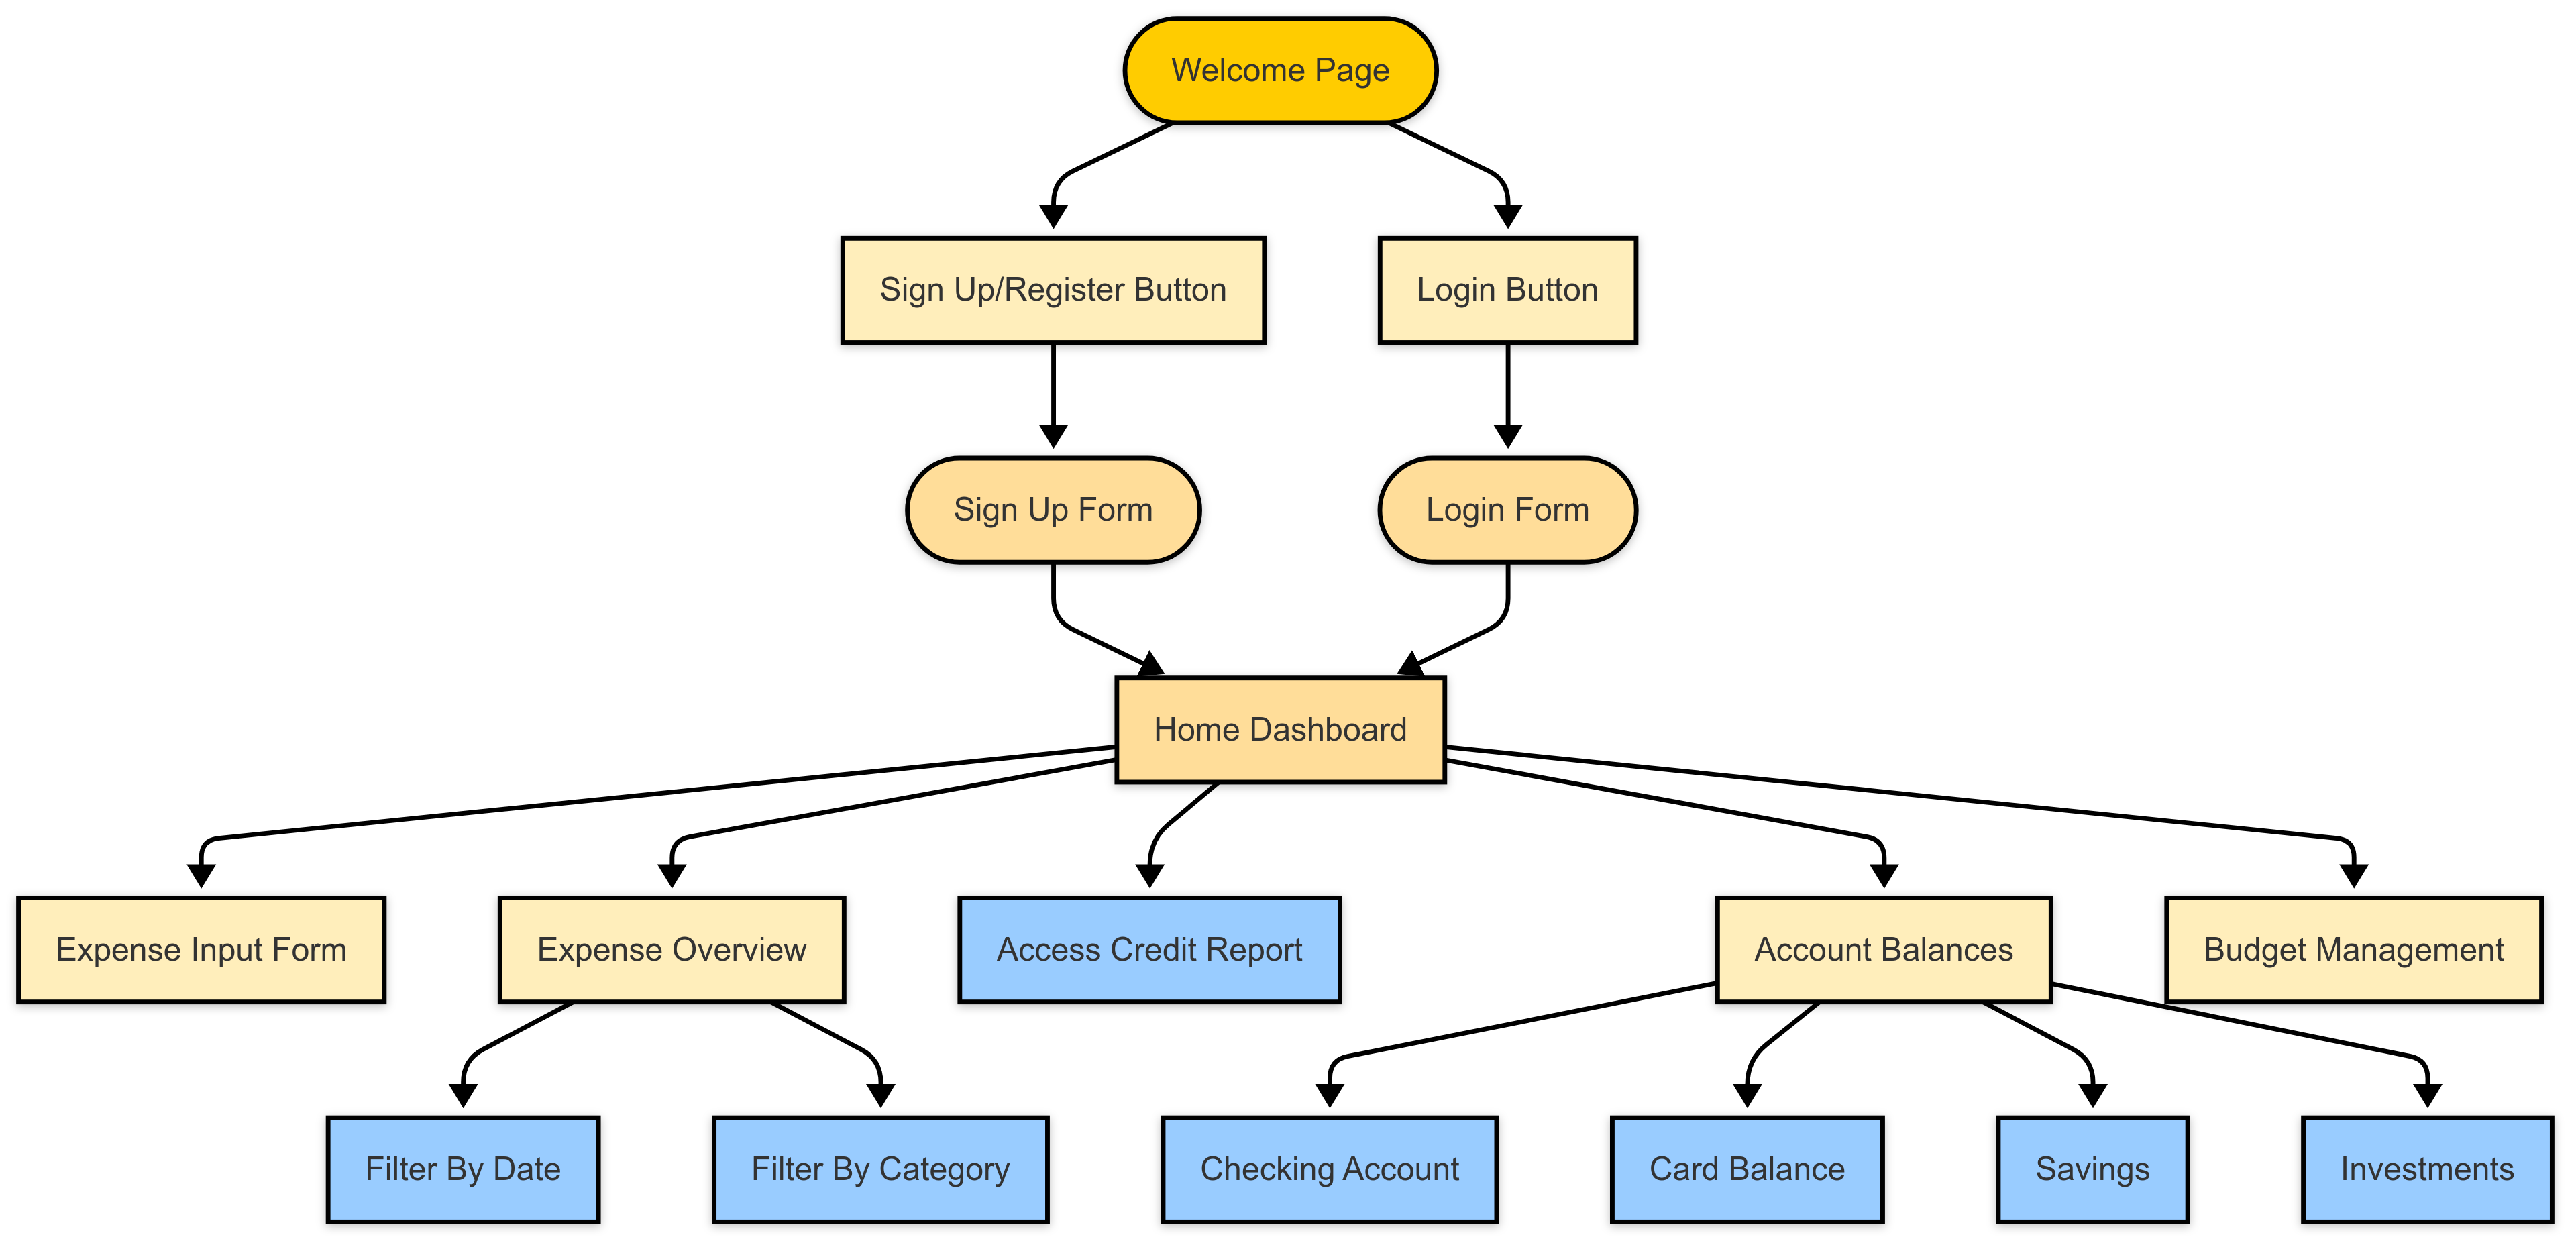 Welcome Page
Sign Up/Register Button
Login Button
Sign Up Form
Login Form
Home Dashboard
Expense Input Form
Expense Overview
Access Credit Report
Account Balances
Budget Management
Filter By Date
Filter By Category
Checking Account
Card Balance
Savings
Investments